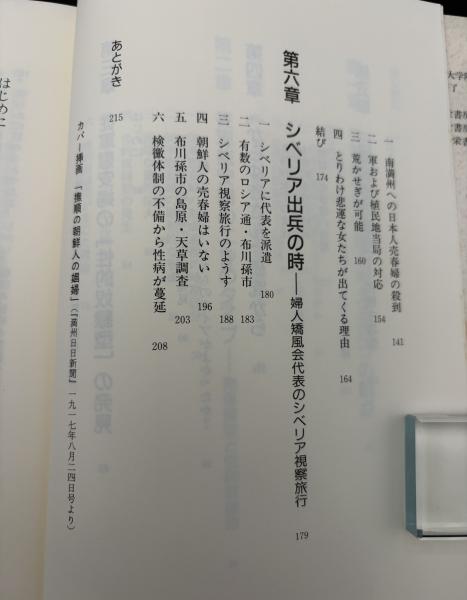 一 南満州への日本人売春婦の殺到 141
二 軍および植民地当局の対応 154
三 荒かせぎが可能 160
四 とりわけ悲運な女たちが出てくる理由 164
結び 174
第六章 シベリア出兵の時──婦人矯風会代表のシベリア視察旅行 179
一 シベリアに代表を派遣 180
二 有数のロシア通・布川孫市 183
三 シベリア視察旅行のようす 188
四 朝鮮人の売春婦はいない 196
五 布川孫市の島原・天草調査 203
六 検黴体制の不備から性病が蔓延 208
あとがき 215
カバー挿画 「撫順の朝鮮人の娼婦」(『満州日日新聞』一九一七年八月二四日号より)
はじめに